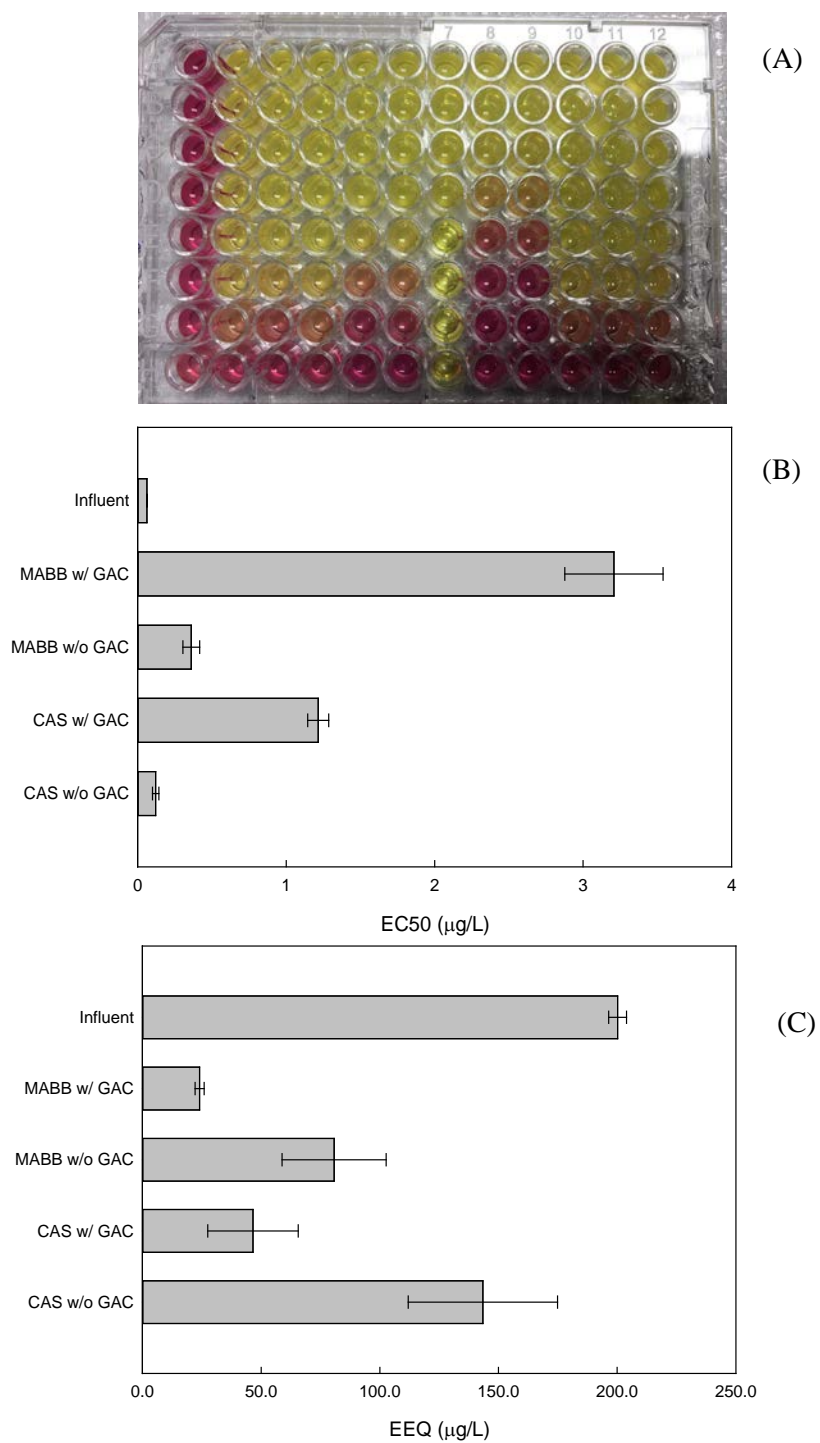 (A)
7 8 9 10 11 12
(B)
Influent
MABB w/ GAC
MABB w/o GAC
CAS w/ GAC
CAS w/o GAC
0 1 2 3 4
EC50 (μg/L)
(C)
Influent
MABB w/ GAC
MABB w/o GAC
CAS w/ GAC
CAS w/o GAC
0.0 50.0 100.0 150.0 200.0 250.0
EEQ (μg/L)